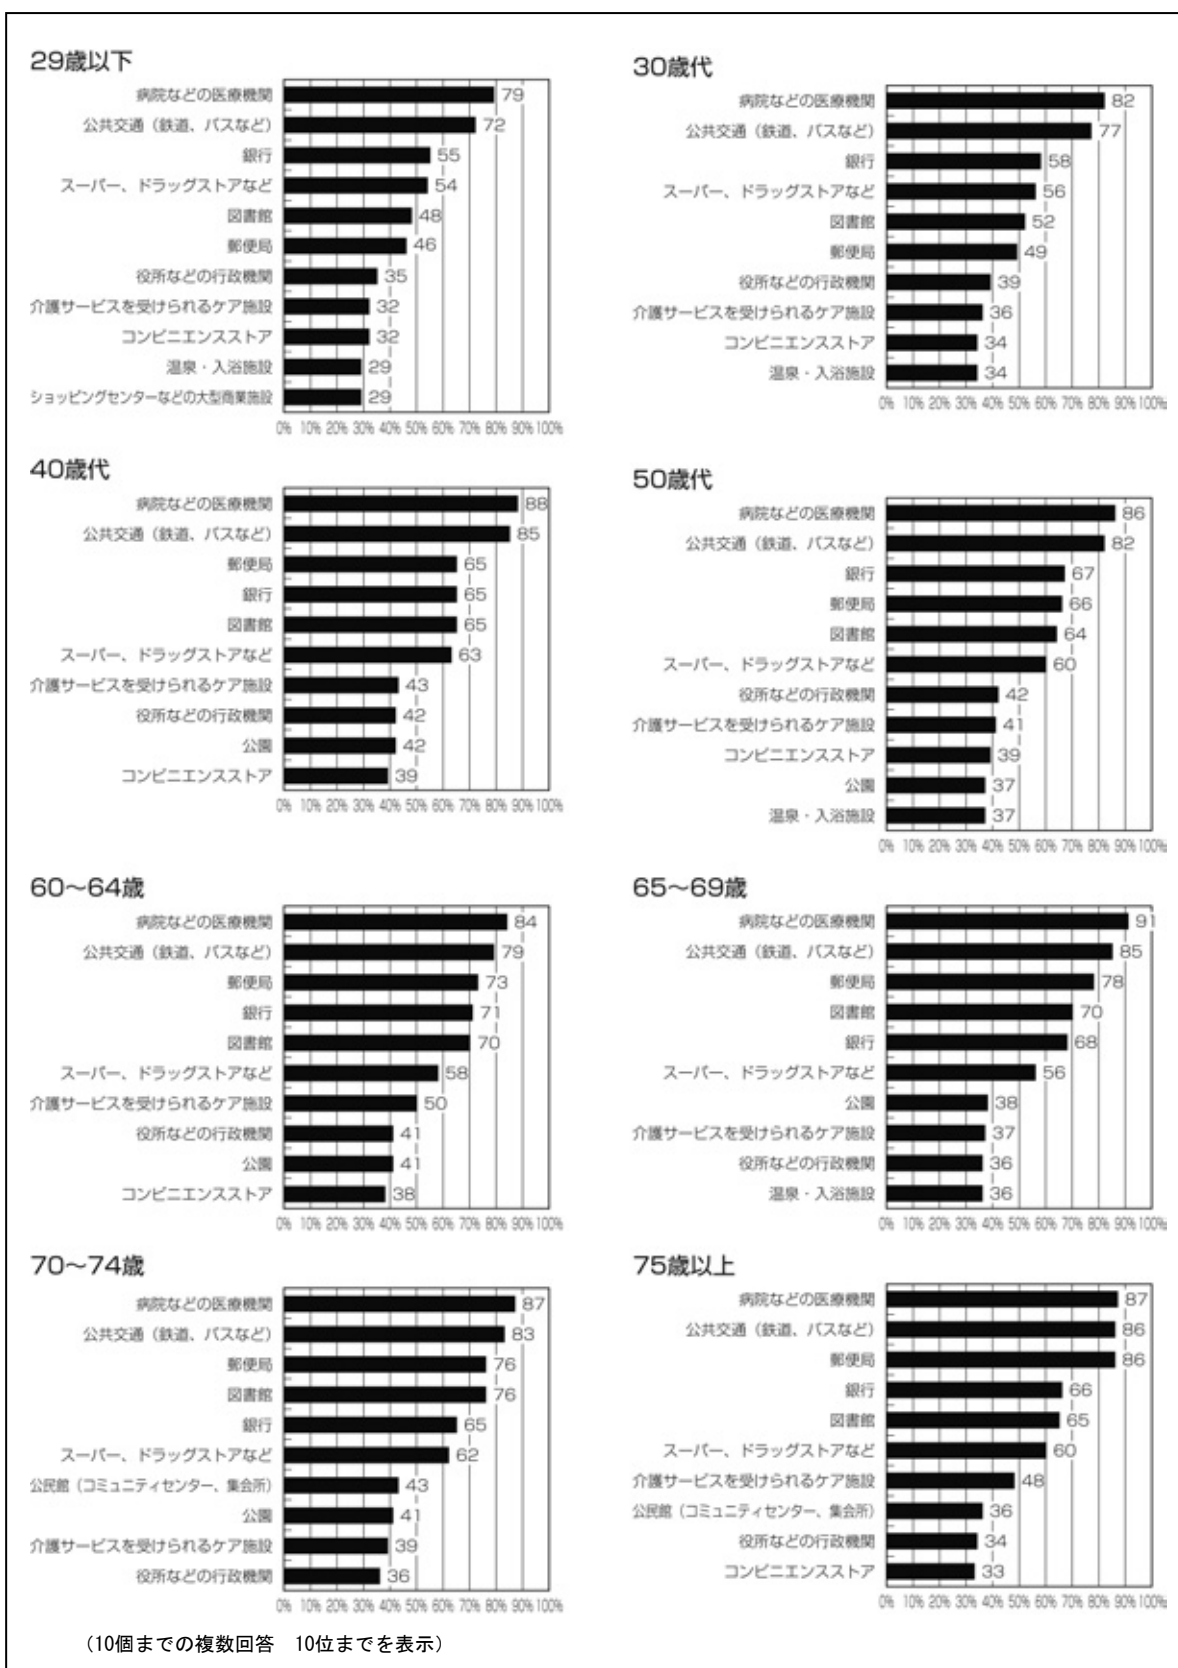 29歳以下
病院などの医療機関 79
公共交通（鉄道、バスなど） 72
銀行 55
スーパー、ドラッグストアなど 54
図書館 48
郵便局 46
役所などの行政機関 35
介護サービスを受けられるケア施設 32
コンビニエンスストア 32
温泉・入浴施設 29
ショッピングセンターなどの大型商業施設 29
0% 10% 20% 30% 40% 50% 60% 70% 80% 90% 100%
30歳代
病院などの医療機関 82
公共交通（鉄道、バスなど） 77
銀行 58
スーパー、ドラッグストアなど 56
図書館 52
郵便局 49
役所などの行政機関 39
介護サービスを受けられるケア施設 36
コンビニエンスストア 34
温泉・入浴施設 34
0% 10% 20% 30% 40% 50% 60% 70% 80% 90% 100%
40歳代
病院などの医療機関 88
公共交通（鉄道、バスなど） 85
郵便局 65
銀行 65
図書館 65
スーパー、ドラッグストアなど 63
介護サービスを受けられるケア施設 43
役所などの行政機関 42
公園 42
コンビニエンスストア 39
0% 10% 20% 30% 40% 50% 60% 70% 80% 90% 100%
50歳代
病院などの医療機関 86
公共交通（鉄道、バスなど） 82
銀行 67
郵便局 66
図書館 64
スーパー、ドラッグストアなど 60
役所などの行政機関 42
介護サービスを受けられるケア施設 41
コンビニエンスストア 39
公園 37
温泉・入浴施設 37
0% 10% 20% 30% 40% 50% 60% 70% 80% 90% 100%
60～64歳
病院などの医療機関 84
公共交通（鉄道、バスなど） 79
郵便局 73
銀行 71
図書館 70
スーパー、ドラッグストアなど 58
介護サービスを受けられるケア施設 50
役所などの行政機関 41
公園 41
コンビニエンスストア 38
0% 10% 20% 30% 40% 50% 60% 70% 80% 90% 100%
65～69歳
病院などの医療機関 91
公共交通（鉄道、バスなど） 85
郵便局 78
図書館 70
銀行 68
スーパー、ドラッグストアなど 56
公園 38
介護サービスを受けられるケア施設 37
役所などの行政機関 36
温泉・入浴施設 36
0% 10% 20% 30% 40% 50% 60% 70% 80% 90% 100%
70～74歳
病院などの医療機関 87
公共交通（鉄道、バスなど） 83
郵便局 76
図書館 76
銀行 65
スーパー、ドラッグストアなど 62
公民館（コミュニティセンター、集会所） 43
公園 41
介護サービスを受けられるケア施設 39
役所などの行政機関 36
0% 10% 20% 30% 40% 50% 60% 70% 80% 90% 100%
75歳以上
病院などの医療機関 87
公共交通（鉄道、バスなど） 86
郵便局 86
銀行 66
図書館 65
スーパー、ドラッグストアなど 60
介護サービスを受けられるケア施設 48
公民館（コミュニティセンター、集会所） 36
役所などの行政機関 34
コンビニエンスストア 33
0% 10% 20% 30% 40% 50% 60% 70% 80% 90% 100%
（10個までの複数回答　10位までを表示）